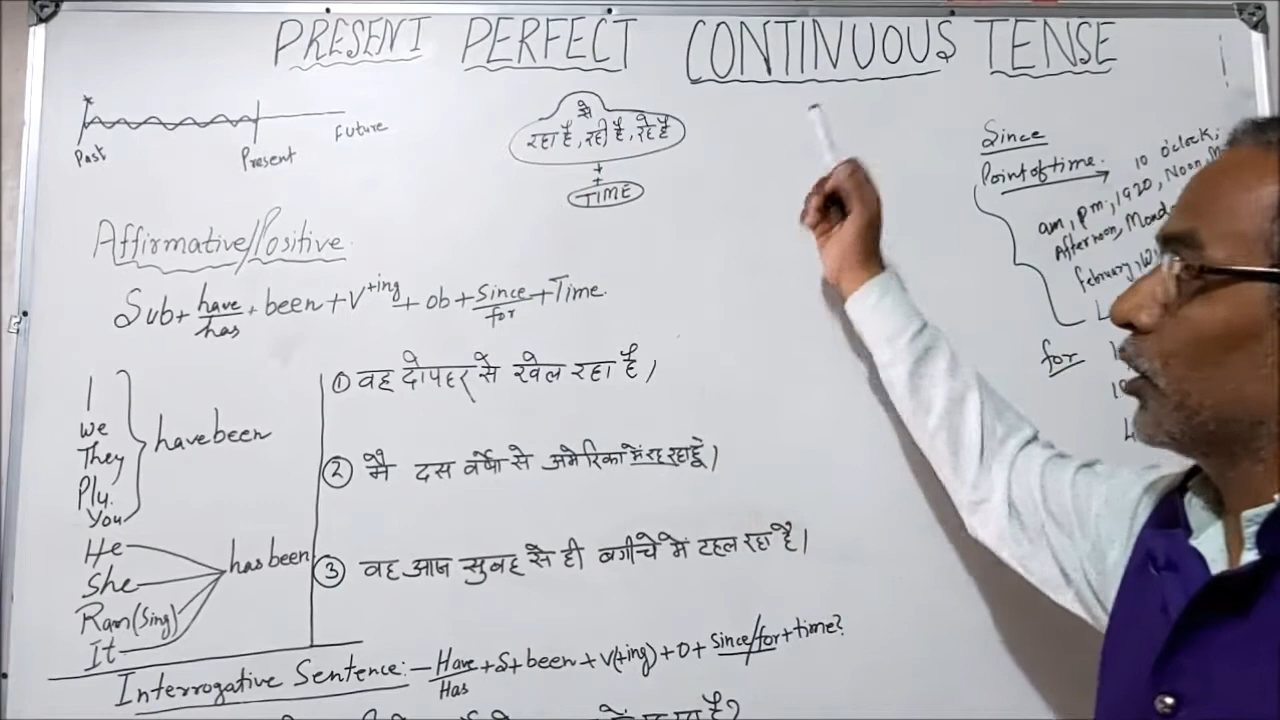 PRESENT PERFECT CONTINUOUS TENSE
Past
Present
Future
से
रहा है, रही है, रहे है
+
+
TIME
Since
Point of time.
10 o'clock,
am, pm, 1920, Noon,
Afternoon,
february,
for
Affirmative/Positive
Sub + have/has + been + V+ing + ob + Since/for + Time.
I
We
They
Plu.
You
have been
He
She
Ram(Sing)
It
has been
① वह दोपहर से खेल रहा है,
② मै दस वर्षो से अमेरिका में रह रहा हूँ।
③ वह आज सुबह से ही बगीचे में टहल रहा है।
Interrogative Sentence:- Have/Has + S + been + V(+ing) + O + Since/for + time?